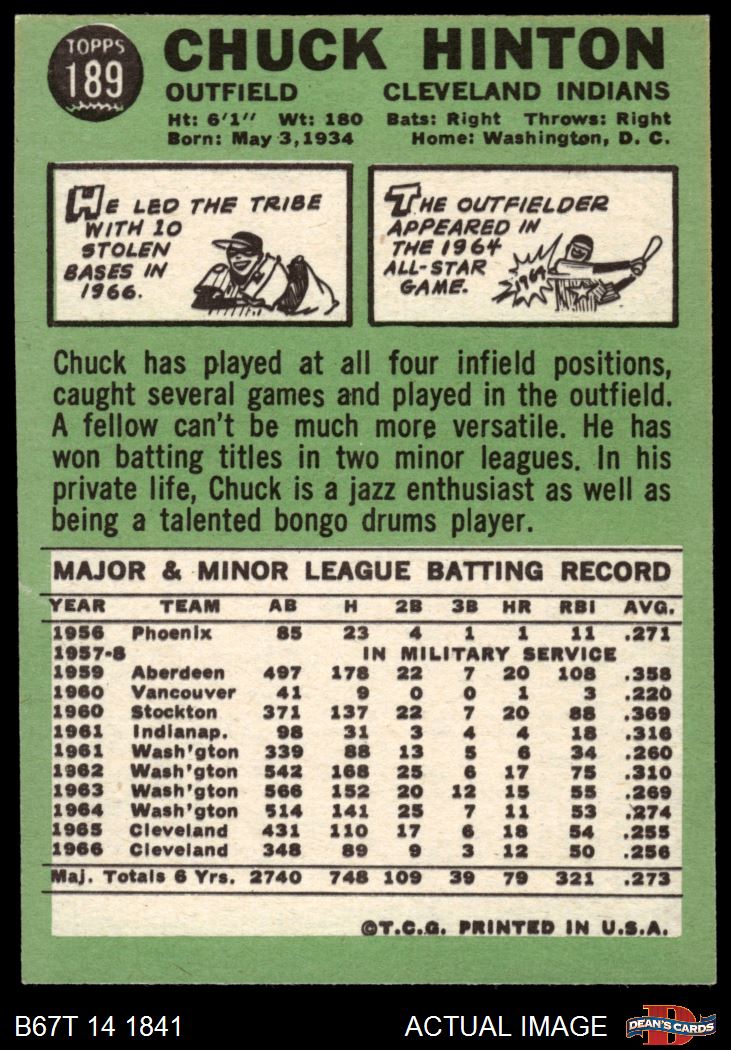 TOPPS
189
CHUCK HINTON
OUTFIELD CLEVELAND INDIANS
Ht: 6'1" Wt: 180 Bats: Right Throws: Right
Born: May 3, 1934 Home: Washington, D. C.
HE LED THE TRIBE
WITH 10
STOLEN
BASES IN
1966.
THE OUTFIELDER
APPEARED IN
THE 1964
ALL-STAR
GAME.
1964
Chuck has played at all four infield positions,
caught several games and played in the outfield.
A fellow can't be much more versatile. He has
won batting titles in two minor leagues. In his
private life, Chuck is a jazz enthusiast as well as
being a talented bongo drums player.
MAJOR & MINOR LEAGUE BATTING RECORD
YEAR TEAM AB H 2B 3B HR RBI AVG.
1956 Phoenix 85 23 4 1 1 11 .271
1957-8 IN MILITARY SERVICE
1959 Aberdeen 497 178 22 7 20 108 .358
1960 Vancouver 41 9 0 0 1 3 .220
1960 Stockton 371 137 22 7 20 88 .369
1961 Indianap. 98 31 3 4 4 18 .316
1961 Wash'gton 339 88 13 5 6 34 .260
1962 Wash'gton 542 168 25 6 17 75 .310
1963 Wash'gton 566 152 20 12 15 55 .269
1964 Wash'gton 514 141 25 7 11 53 .274
1965 Cleveland 431 110 17 6 18 54 .255
1966 Cleveland 348 89 9 3 12 50 .256
Maj. Totals 6 Yrs. 2740 748 109 39 79 321 .273
©T.C.G. PRINTED IN U.S.A.
B67T 14 1841 ACTUAL IMAGE
D
DEAN'S CARDS